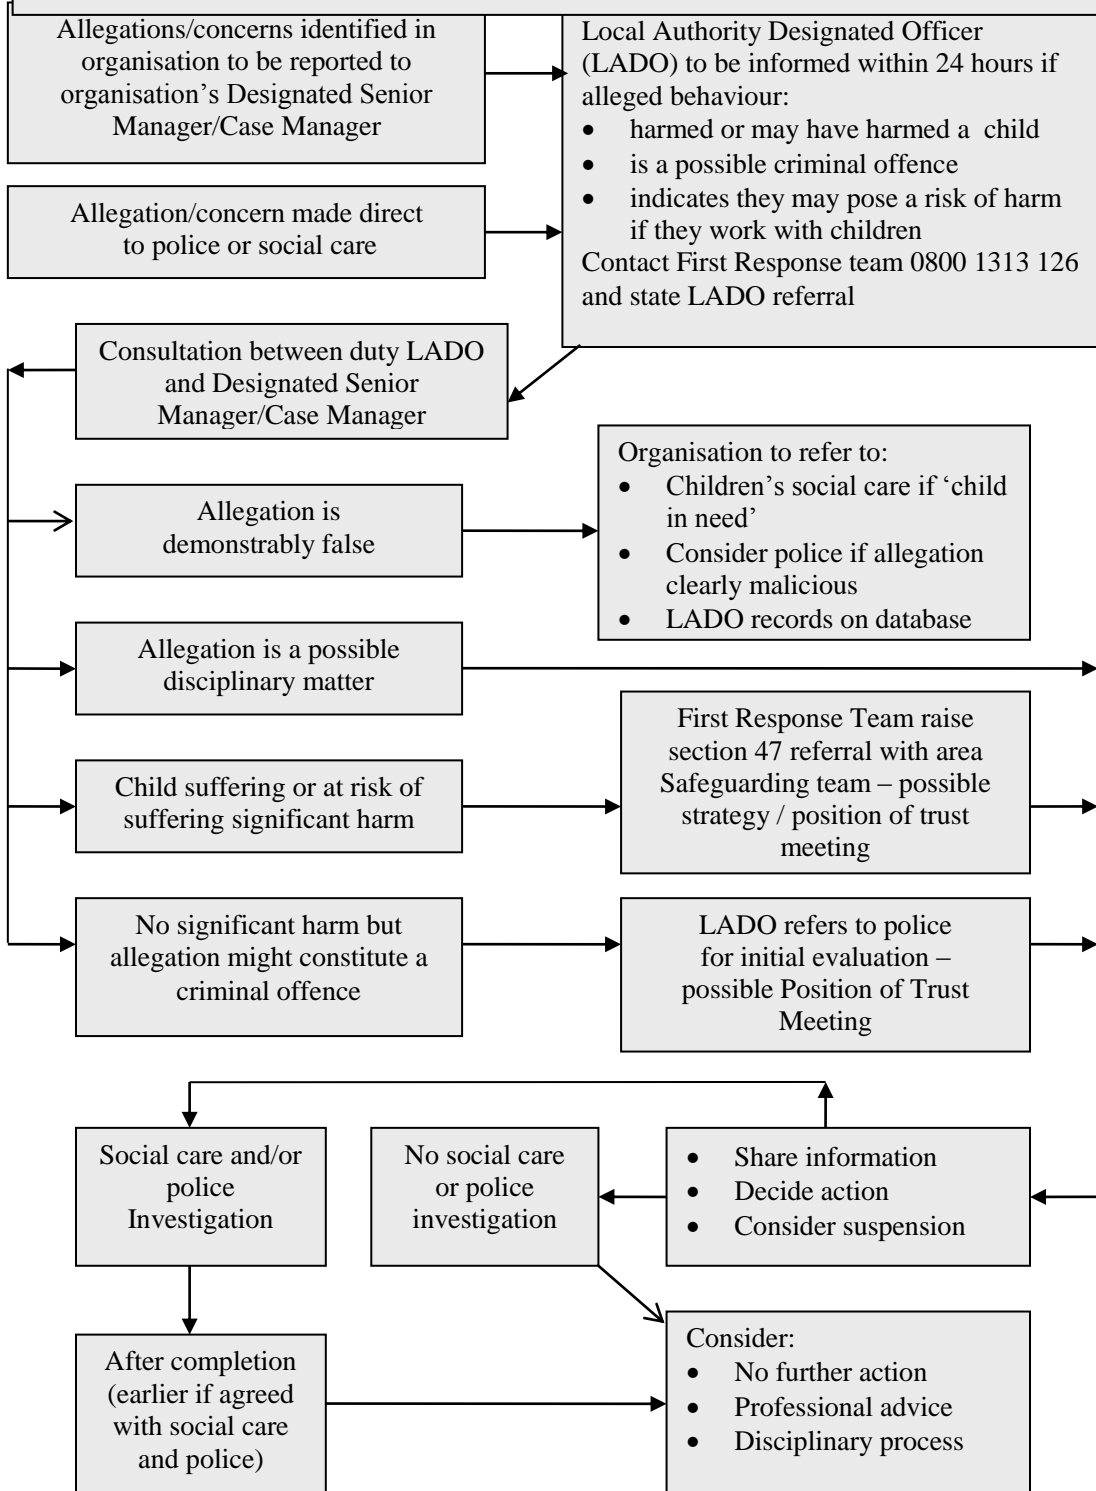 Allegations/concerns identified in
organisation to be reported to
organisation's Designated Senior
Manager/Case Manager
Local Authority Designated Officer
(LADO) to be informed within 24 hours if
alleged behaviour:
• harmed or may have harmed a child
• is a possible criminal offence
• indicates they may pose a risk of harm
if they work with children
Contact First Response team 0800 1313 126
and state LADO referral
Allegation/concern made direct
to police or social care
Consultation between duty LADO
and Designated Senior
Manager/Case Manager
Allegation is
demonstrably false
Organisation to refer to:
• Children's social care if ‘child
in need’
• Consider police if allegation
clearly malicious
• LADO records on database
Allegation is a possible
disciplinary matter
Child suffering or at risk of
suffering significant harm
First Response Team raise
section 47 referral with area
Safeguarding team – possible
strategy / position of trust
meeting
No significant harm but
allegation might constitute a
criminal offence
LADO refers to police
for initial evaluation –
possible Position of Trust
Meeting
Social care and/or
police
Investigation
No social care
or police
investigation
• Share information
• Decide action
• Consider suspension
After completion
(earlier if agreed
with social care
and police)
Consider:
• No further action
• Professional advice
• Disciplinary process